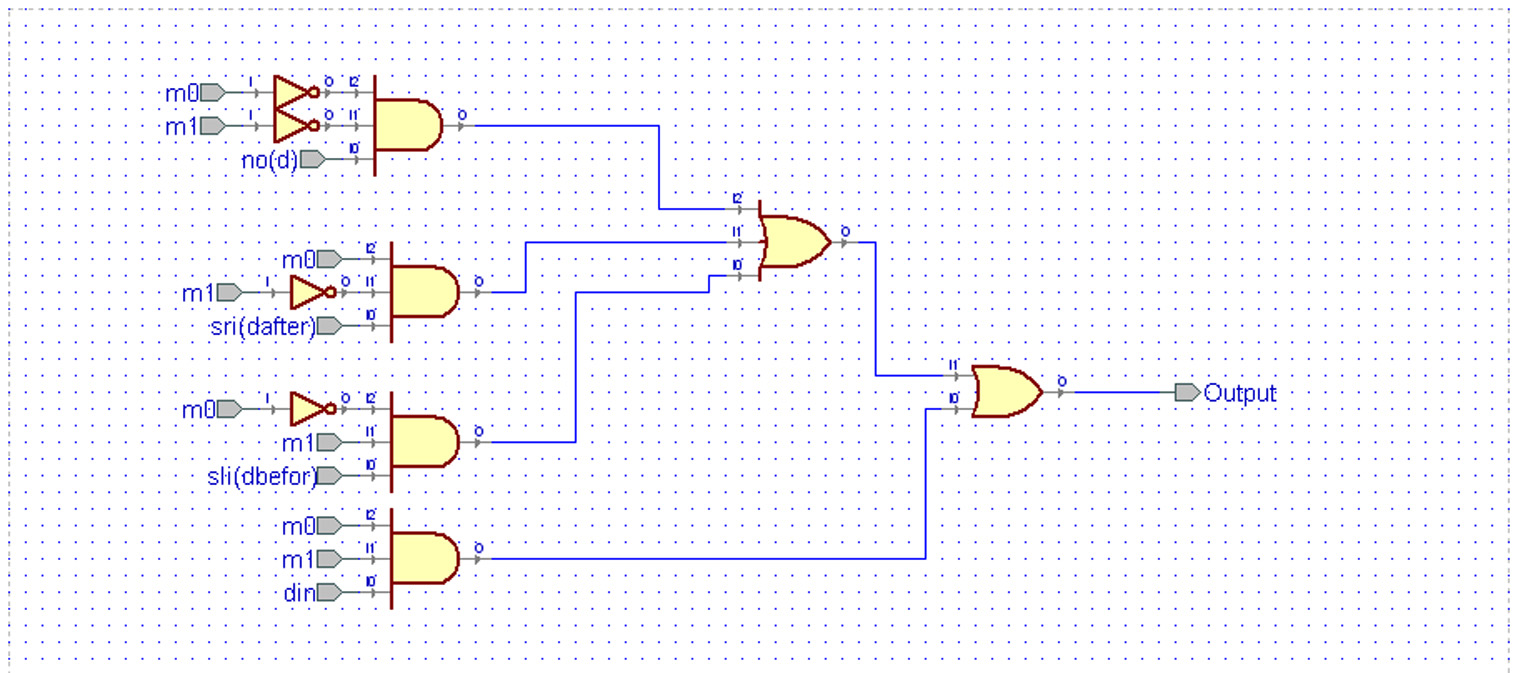 I O I2
m0
I O I1 O
m1
I0
no(d)
I2
I1 O
I0
I2
m0
I O I1 O
m1
I0
sri(dafter)
I1 O
I0 Output
I O I2
m0
I1 O
m1
I0
sli(dbefor)
I2
m0
I1 O
m1
I0
din